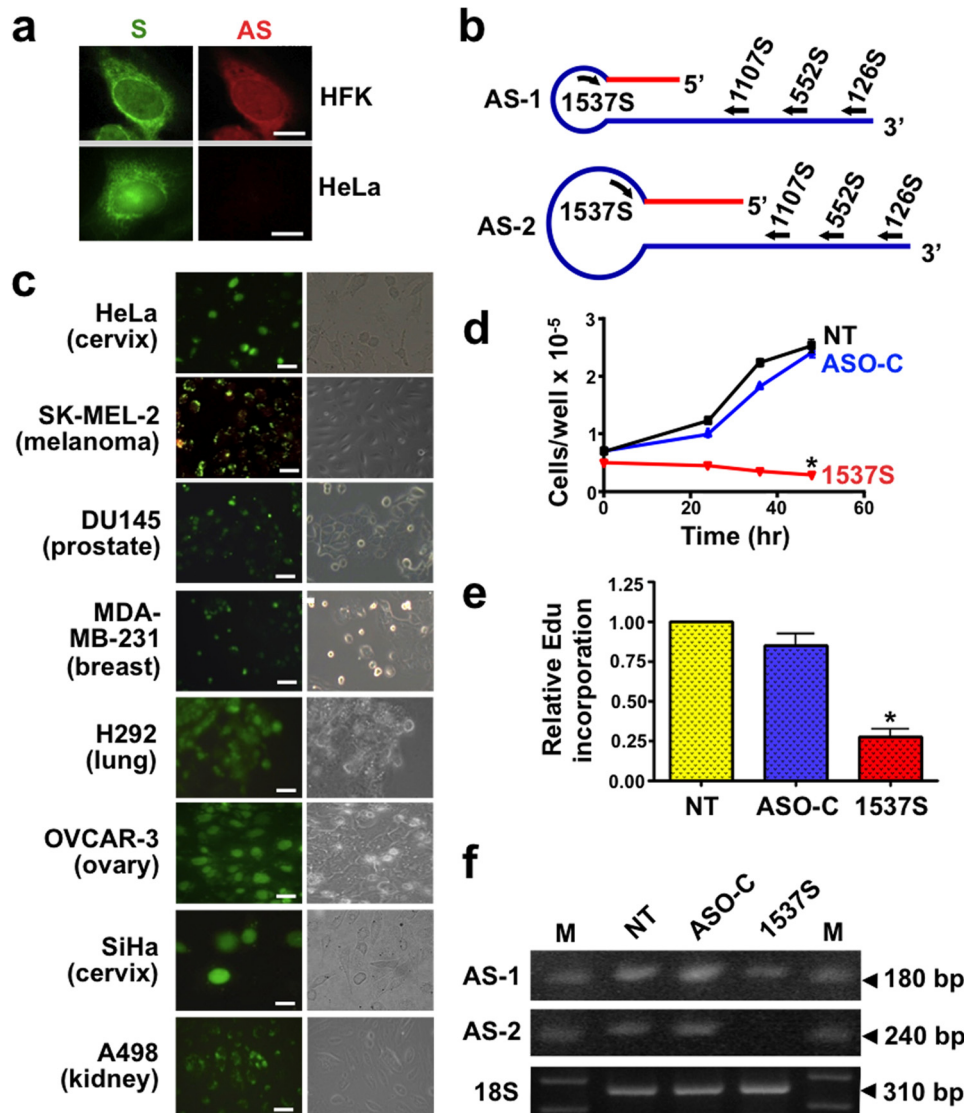 a
S AS
HFK
HeLa
b
AS-1
1537S
5'
1107S
552S
126S
3'
AS-2
1537S
5'
1107S
552S
126S
3'
c
HeLa
(cervix)
SK-MEL-2
(melanoma)
DU145
(prostate)
MDA-
MB-231
(breast)
H292
(lung)
OVCAR-3
(ovary)
SiHa
(cervix)
A498
(kidney)
d
Cells/well x 10-5
3
2
1
0
0 20 40 60
Time (hr)
NT
ASO-C
*
1537S
e
Relative Edu
incorporation
1.25
1.00
0.75
0.50
0.25
0.00
*
NT ASO-C 1537S
f
M NT ASO-C 1537S M
AS-1 180 bp
AS-2 240 bp
18S 310 bp